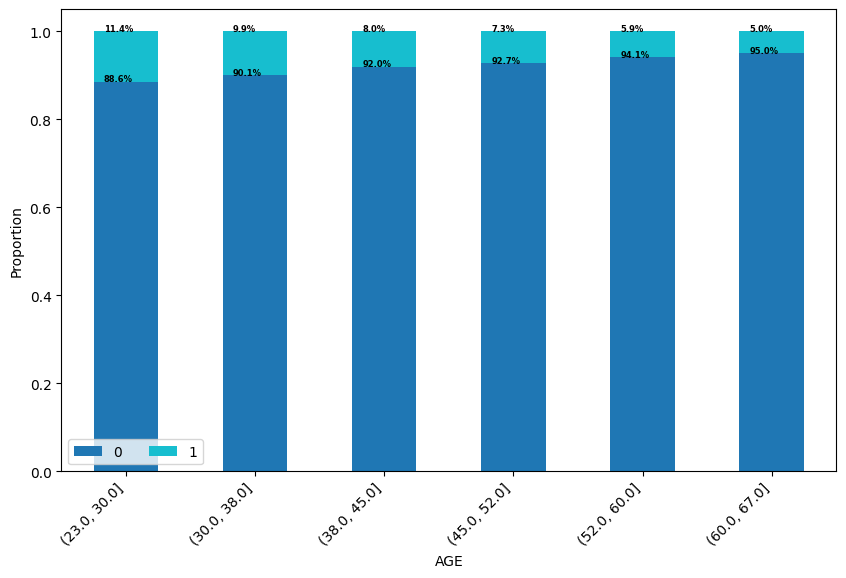 1.0
0.8
0.6
0.4
0.2
0.0
Proportion
11.4% 9.9% 8.0% 7.3% 5.9% 5.0%
88.6% 90.1% 92.0% 92.7% 94.1% 95.0%
0 1
(23.0, 30.0] (30.0, 38.0] (38.0, 45.0] (45.0, 52.0] (52.0, 60.0] (60.0, 67.0]
AGE